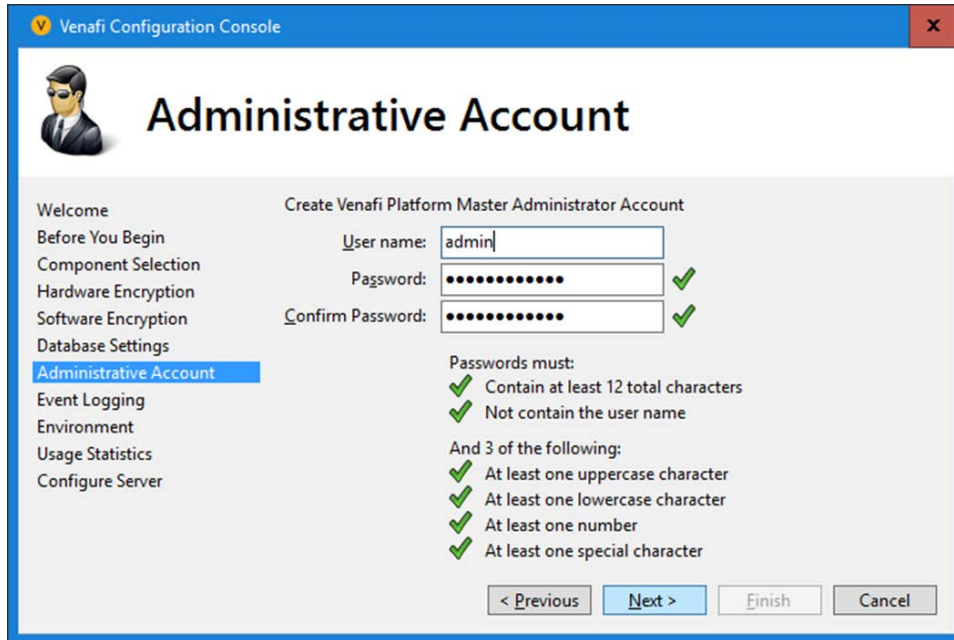 Venafi Configuration Console
Administrative Account
Welcome
Before You Begin
Component Selection
Hardware Encryption
Software Encryption
Database Settings
Administrative Account
Event Logging
Environment
Usage Statistics
Configure Server
Create Venafi Platform Master Administrator Account
User name: admin
Password: ●●●●●●●●●●●●
Confirm Password: ●●●●●●●●●●●●
Passwords must:
Contain at least 12 total characters
Not contain the user name
And 3 of the following:
At least one uppercase character
At least one lowercase character
At least one number
At least one special character
< Previous Next > Finish Cancel